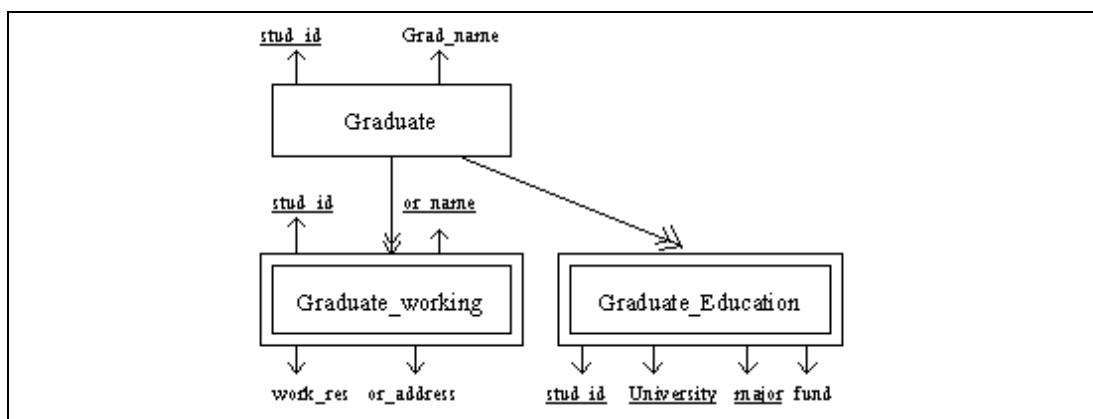 stud_id Grad_name
Graduate
stud_id or_name
Graduate_working Graduate_Education
work_res or_address stud_id University major fund